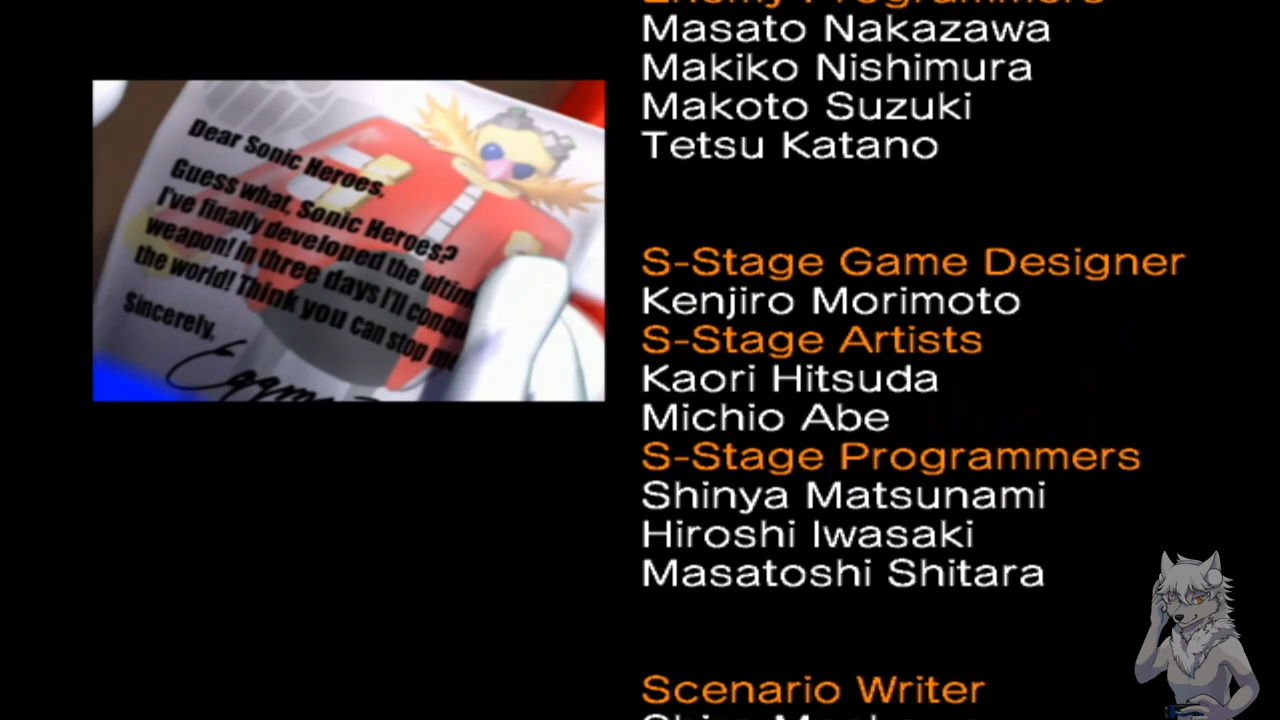 Dear Sonic Heroes,
Guess what, Sonic Heroes?
I've finally developed the
weapon! In three days I'll
the world! Think you can stop
Sincerely,
Enemy Programmers
Masato Nakazawa
Makiko Nishimura
Makoto Suzuki
Tetsu Katano
S-Stage Game Designer
Kenjiro Morimoto
S-Stage Artists
Kaori Hitsuda
Michio Abe
S-Stage Programmers
Shinya Matsunami
Hiroshi Iwasaki
Masatoshi Shitara
Scenario Writer